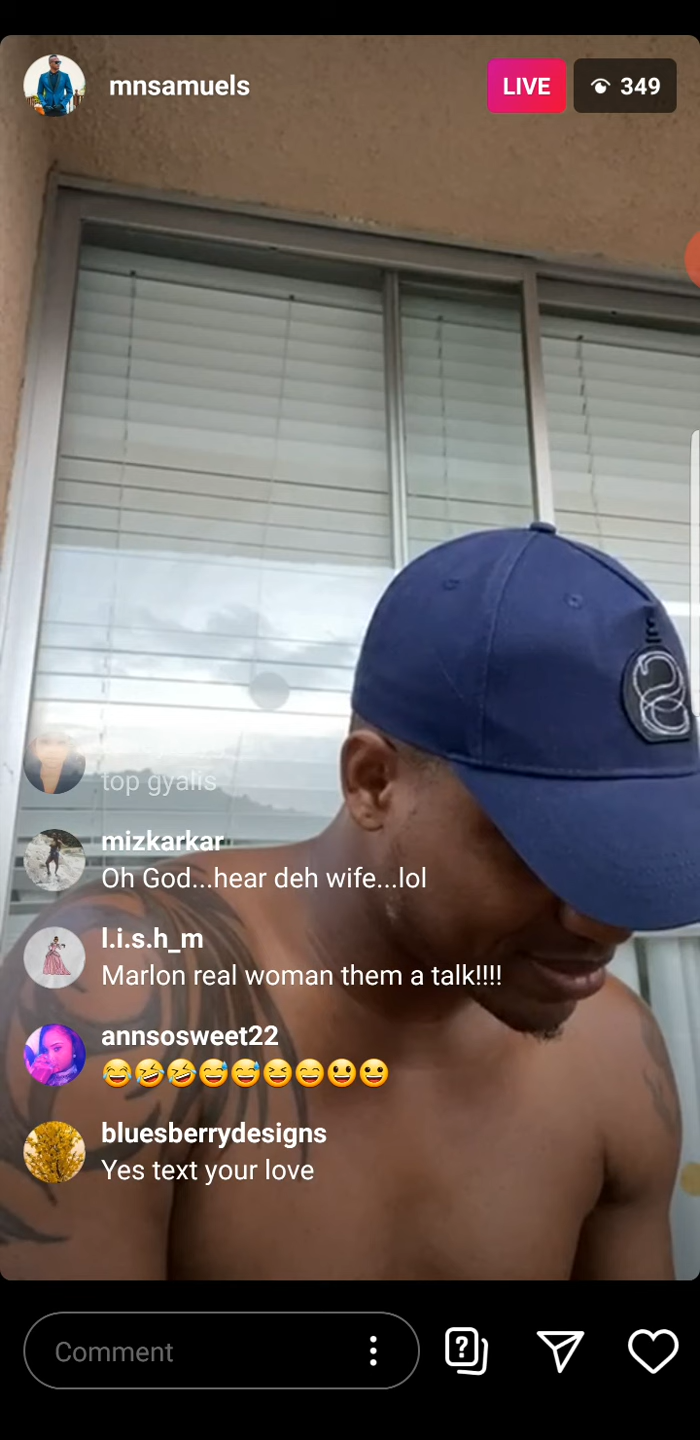 mnsamuels
LIVE
349
top gyalis
mizkarkar
Oh God...hear deh wife...lol
l.i.s.h_m
Marlon real woman them a talk!!!!
annsosweet22
😂🤣🤣😅😅😆😁😀😀
bluesberrydesigns
Yes text your love
Comment